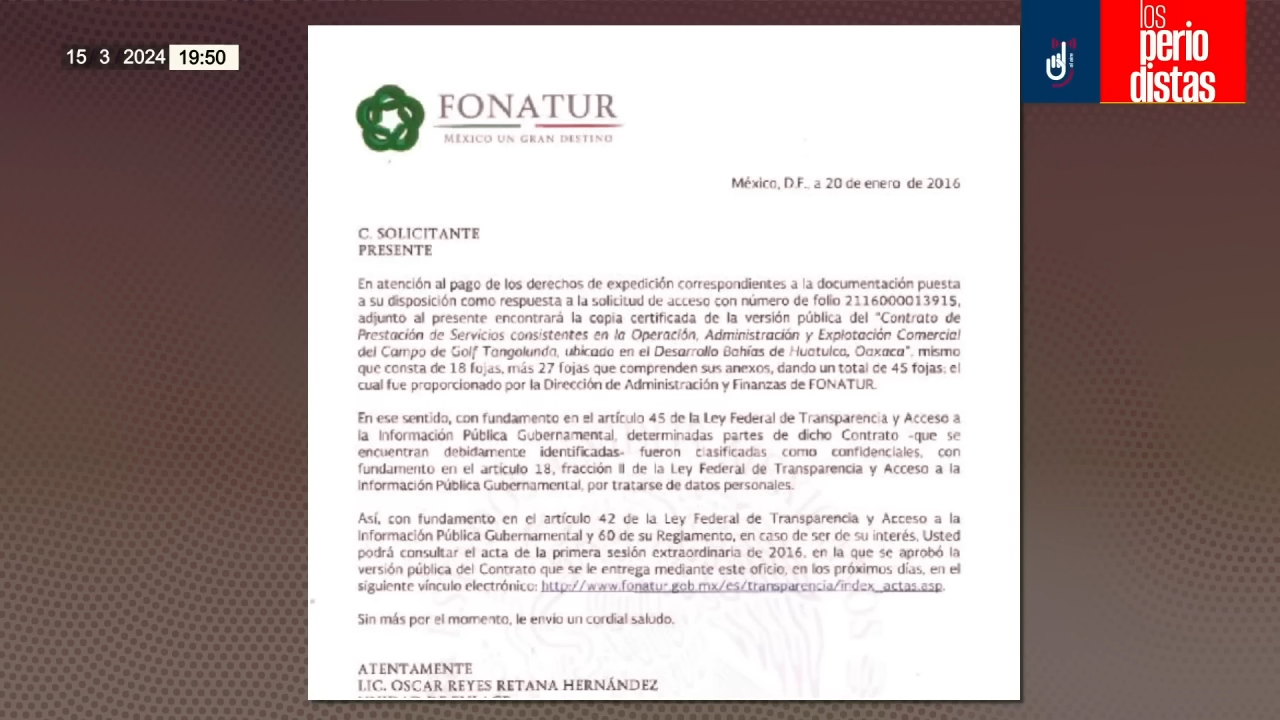 15 3 2024 19:50
los
perio
distas
al aire
FONATUR
MÉXICO UN GRAN DESTINO
México, D.F., a 20 de enero de 2016
C. SOLICITANTE
PRESENTE
En atención al pago de los derechos de expedición correspondientes a la documentación puesta
a su disposición como respuesta a la solicitud de acceso con número de folio 2116000013915,
adjunto al presente encontrará la copia certificada de la versión pública del "Contrato de
Prestación de Servicios consistentes en la Operación, Administración y Explotación Comercial
del Campo de Golf Tangolunda, ubicado en el Desarrollo Bahías de Huatulco, Oaxaca", mismo
que consta de 18 fojas, más 27 fojas que comprenden sus anexos, dando un total de 45 fojas; el
cual fue proporcionado por la Dirección de Administración y Finanzas de FONATUR.
En ese sentido, con fundamento en el artículo 45 de la Ley Federal de Transparencia y Acceso a
la Información Pública Gubernamental, determinadas partes de dicho Contrato -que se
encuentran debidamente identificadas- fueron clasificadas como confidenciales, con
fundamento en el artículo 18, fracción II de la Ley Federal de Transparencia y Acceso a la
Información Pública Gubernamental, por tratarse de datos personales.
Así, con fundamento en el artículo 42 de la Ley Federal de Transparencia y Acceso a la
Información Pública Gubernamental y 60 de su Reglamento, en caso de ser de su interés, Usted
podrá consultar el acta de la primera sesión extraordinaria de 2016, en la que se aprobó la
versión pública del Contrato que se le entrega mediante este oficio, en los próximos días, en el
siguiente vínculo electrónico: http://www.fonatur.gob.mx/es/transparencia/index_actas.asp.
Sin más por el momento, le envío un cordial saludo.
ATENTAMENTE
LIC. OSCAR REYES RETANA HERNÁNDEZ